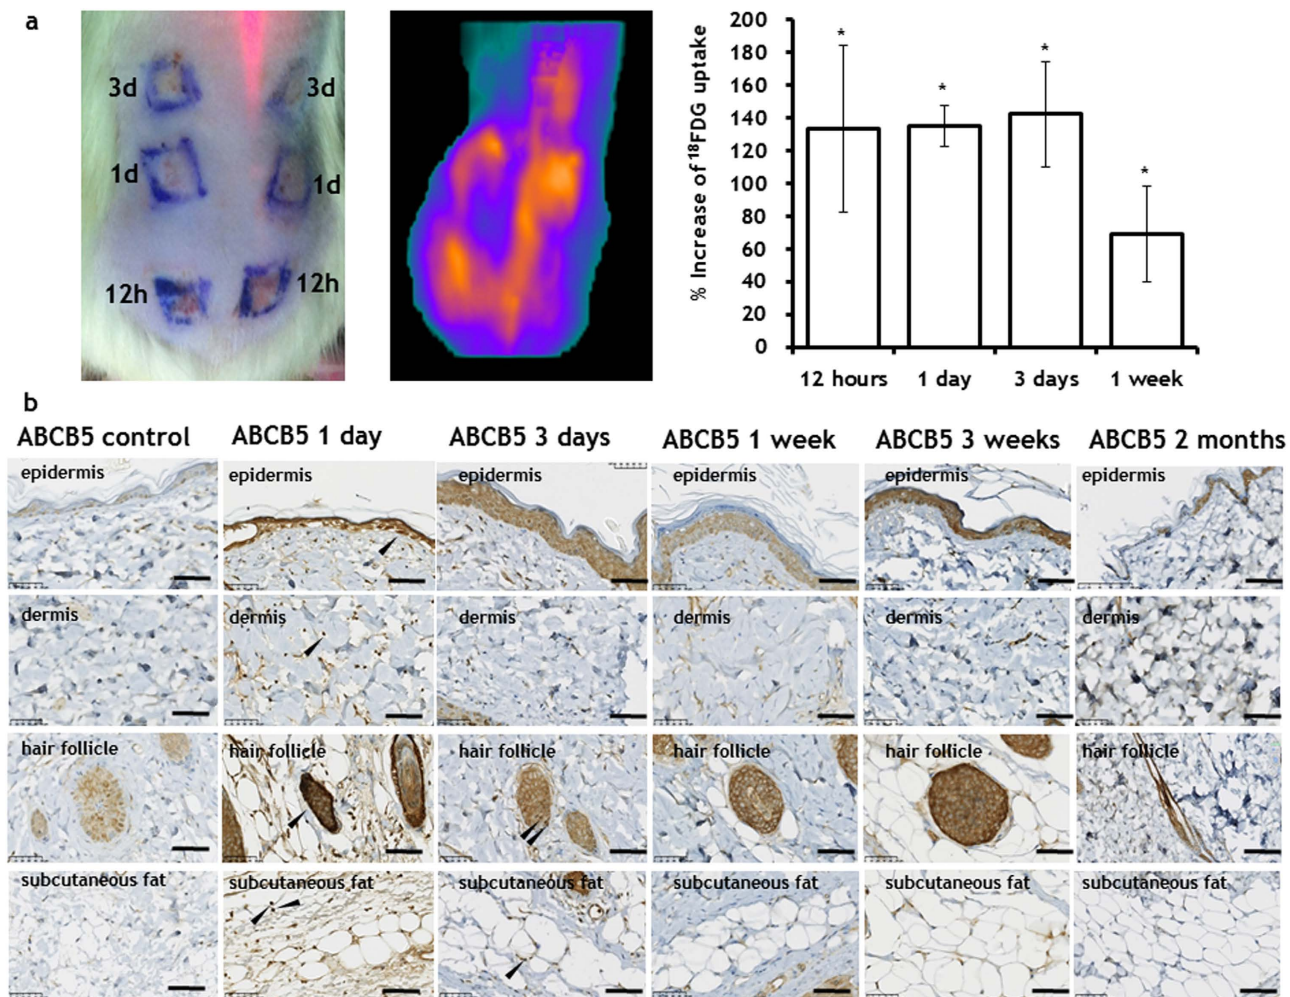 a
3d 3d
1d 1d
12h 12h
% Increase of ¹⁸FDG uptake
200
180
160
140
120
100
80
60
40
20
0
* * * *
12 hours 1 day 3 days 1 week
b
ABCB5 control ABCB5 1 day ABCB5 3 days ABCB5 1 week ABCB5 3 weeks ABCB5 2 months
epidermis epidermis epidermis epidermis epidermis epidermis
dermis dermis dermis dermis dermis dermis
hair follicle hair follicle hair follicle hair follicle hair follicle hair follicle
subcutaneous fat subcutaneous fat subcutaneous fat subcutaneous fat subcutaneous fat subcutaneous fat